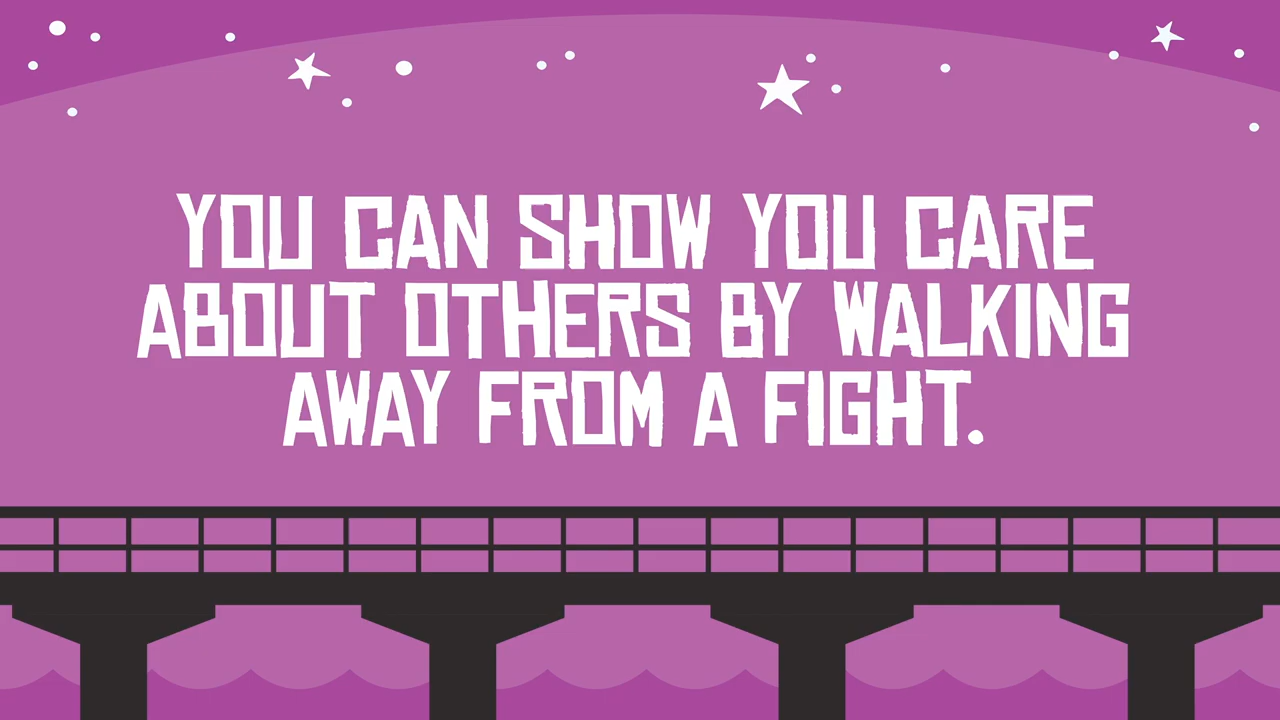 YOU CAN SHOW YOU CARE
ABOUT OTHERS BY WALKING
AWAY FROM A FIGHT.